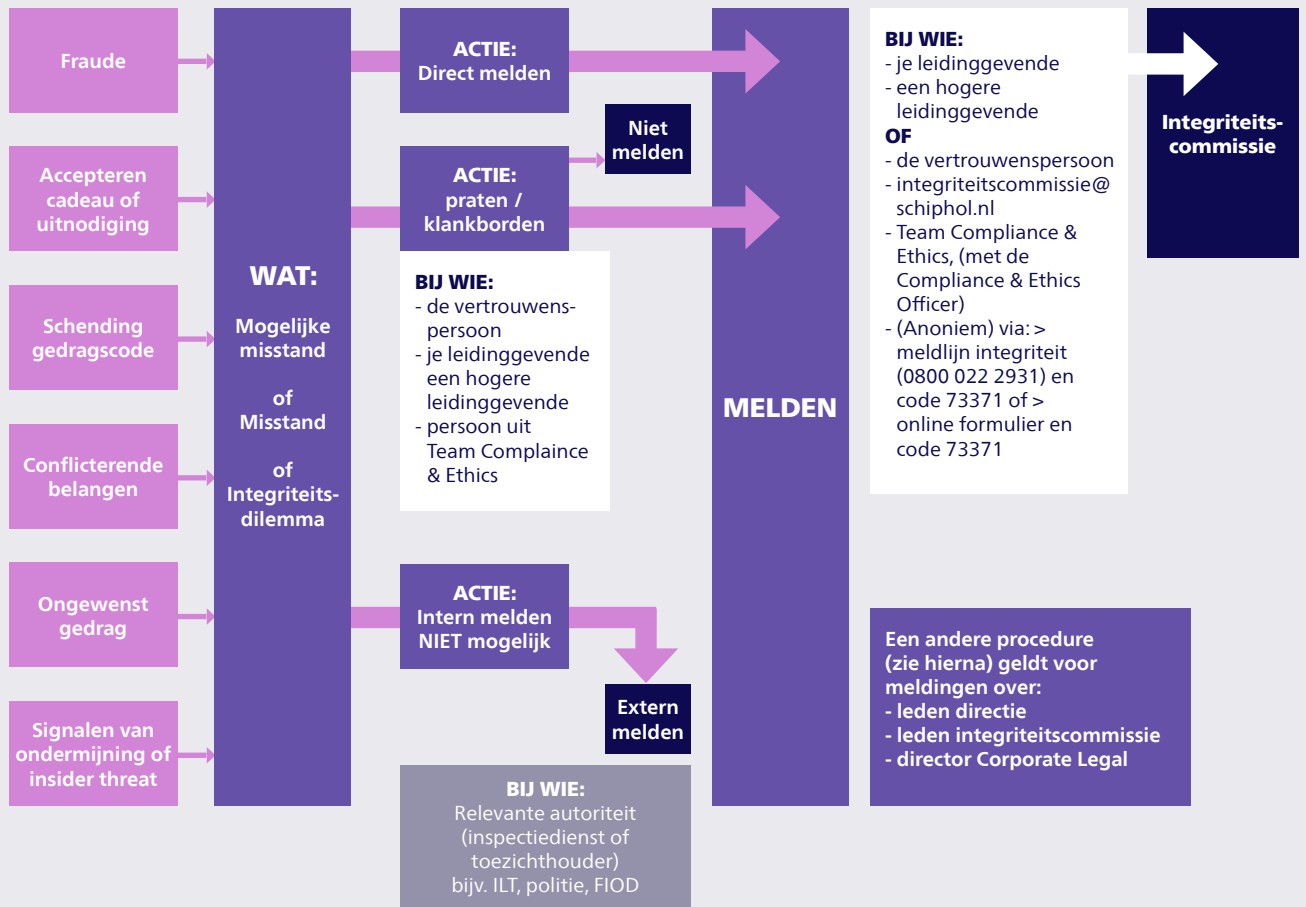 Fraude
Accepteren
cadeau of
uitnodiging
Schending
gedragscode
Conflicterende
belangen
Ongewenst
gedrag
Signalen van
ondermijning of
insider threat
WAT:
Mogelijke
misstand
of
Misstand
of
Integriteits-
dilemma
ACTIE:
Direct melden
Niet
melden
ACTIE:
praten /
klankborden
BIJ WIE:
- de vertrouwens-
persoon
- je leidinggevende
een hogere
leidinggevende
- persoon uit
Team Complaince
& Ethics
ACTIE:
Intern melden
NIET mogelijk
Extern
melden
BIJ WIE:
Relevante autoriteit
(inspectiedienst of
toezichthouder)
bijv. ILT, politie, FIOD
MELDEN
BIJ WIE:
- je leidinggevende
- een hogere
leidinggevende
OF
- de vertrouwenspersoon
- integriteitscommissie@
schiphol.nl
- Team Compliance &
Ethics, (met de
Compliance & Ethics
Officer)
- (Anoniem) via: >
meldlijn integriteit
(0800 022 2931) en
code 73371 of >
online formulier en
code 73371
Integriteits-
commissie
Een andere procedure
(zie hierna) geldt voor
meldingen over:
- leden directie
- leden integriteitscommissie
- director Corporate Legal